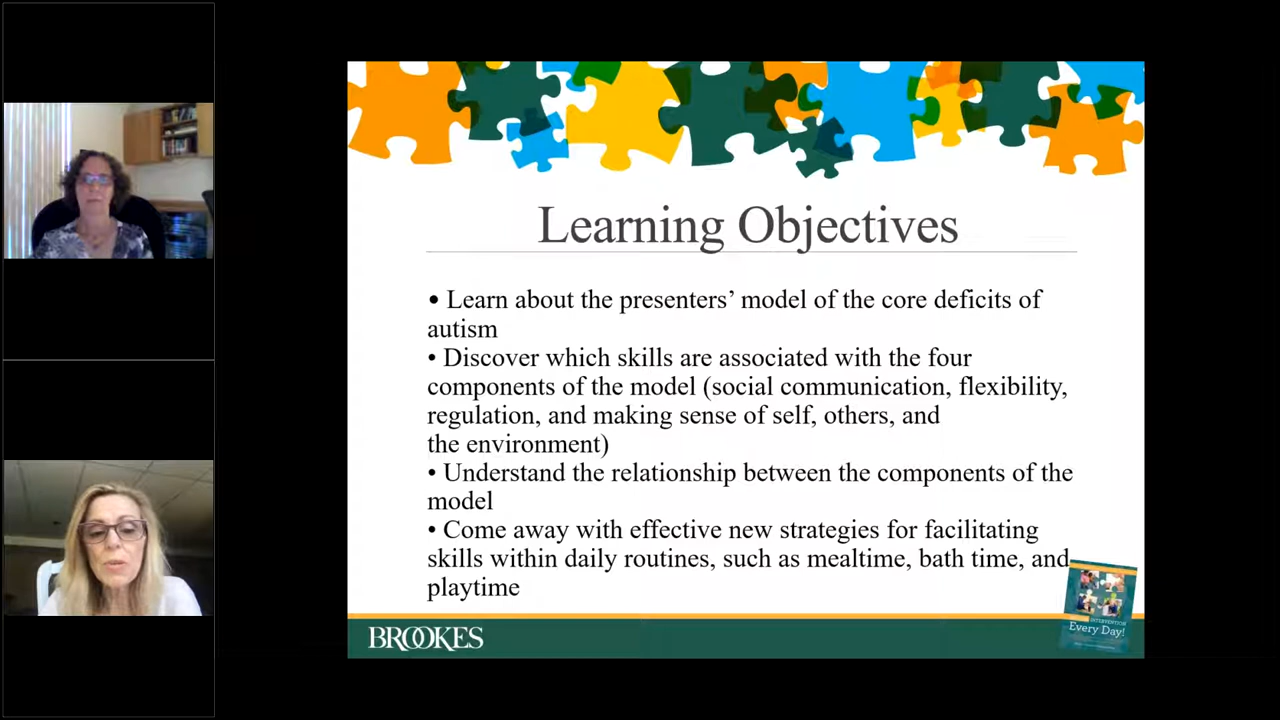 Learning Objectives
• Learn about the presenters’ model of the core deficits of
autism
• Discover which skills are associated with the four
components of the model (social communication, flexibility,
regulation, and making sense of self, others, and
the environment)
• Understand the relationship between the components of the
model
• Come away with effective new strategies for facilitating
skills within daily routines, such as mealtime, bath time, and
playtime
INTERVENTION
Every Day!
BROOKES